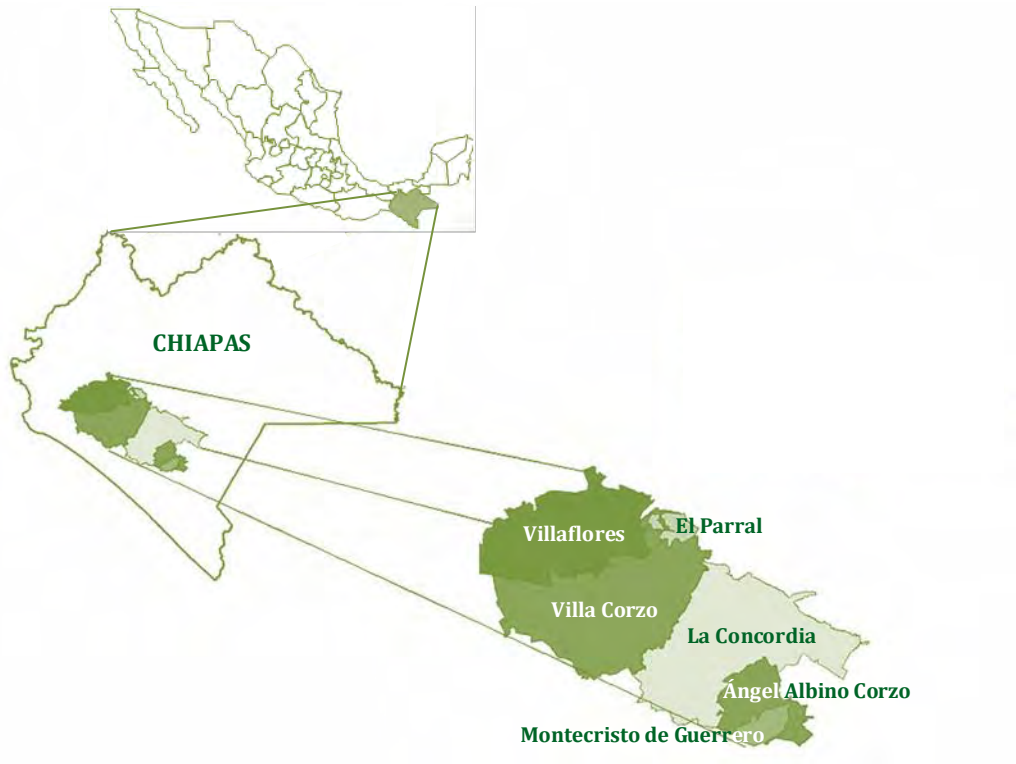 CHIAPAS
Villaflores
El Parral
Villa Corzo
La Concordia
Ángel Albino Corzo
Montecristo de Guerrero